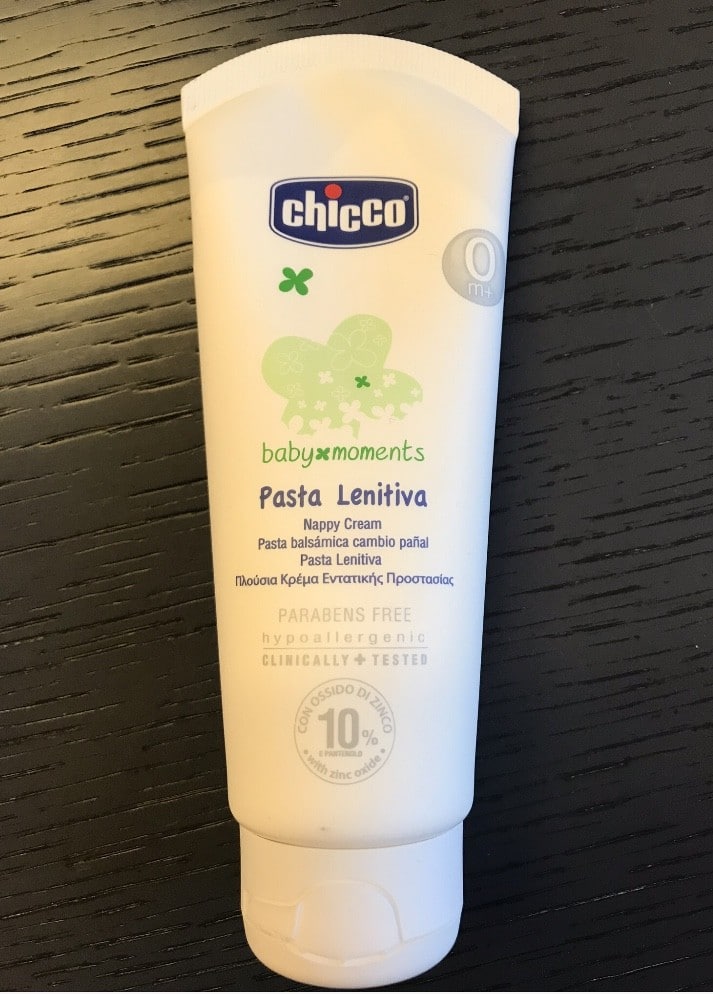 chicco
0
m+
baby moments
Pasta Lenitiva
Nappy Cream
Pasta balsámica cambio pañal
Pasta Lenitiva
Πλούσια Κρέμα Εντατικής Προστασίας
PARABENS FREE
hypoallergenic
CLINICALLY + TESTED
CON OSSIDO DI ZINCO
10%
E PANTENOLO
• with zinc oxide •